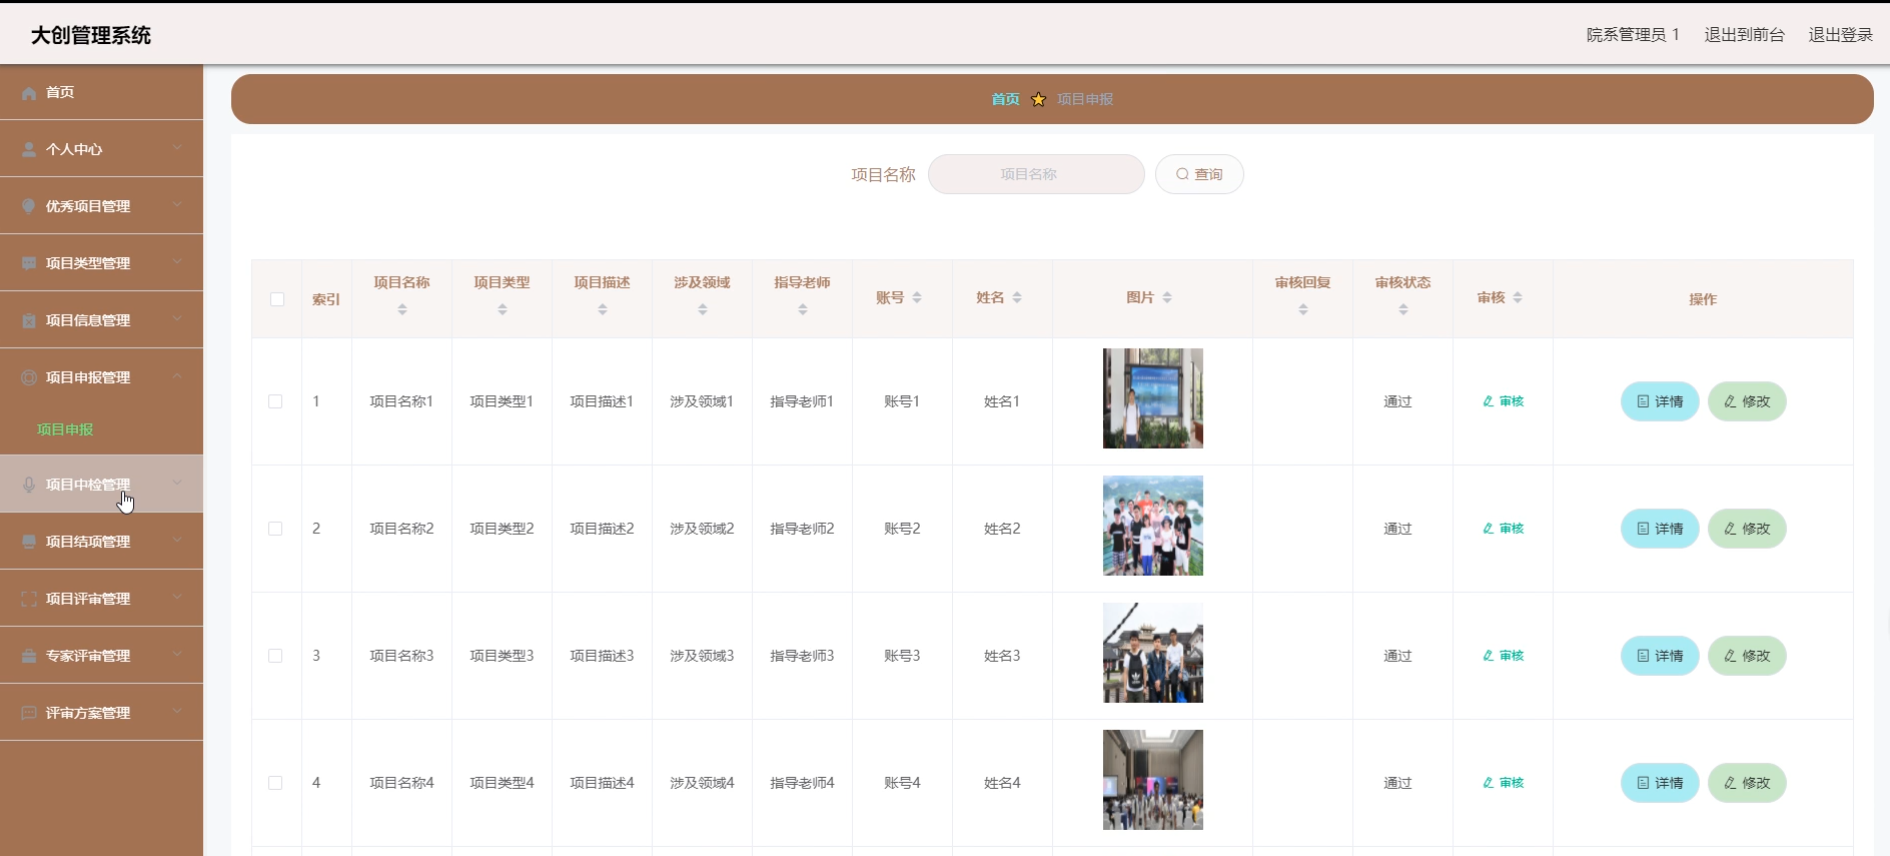 大创管理系统
院系管理员 1 退出到前台 退出登录
首页
个人中心
优秀项目管理
项目类型管理
项目信息管理
项目申报管理
项目申报
项目中检管理
项目结项管理
项目评审管理
专家评审管理
评审方案管理
首页 项目申报
项目名称 项目名称 查询
索引 项目名称 项目类型 项目描述 涉及领域 指导老师 账号 姓名 图片 审核回复 审核状态 审核 操作
1 项目名称1 项目类型1 项目描述1 涉及领域1 指导老师1 账号1 姓名1 通过 审核 详情 修改
2 项目名称2 项目类型2 项目描述2 涉及领域2 指导老师2 账号2 姓名2 通过 审核 详情 修改
3 项目名称3 项目类型3 项目描述3 涉及领域3 指导老师3 账号3 姓名3 通过 审核 详情 修改
4 项目名称4 项目类型4 项目描述4 涉及领域4 指导老师4 账号4 姓名4 通过 审核 详情 修改